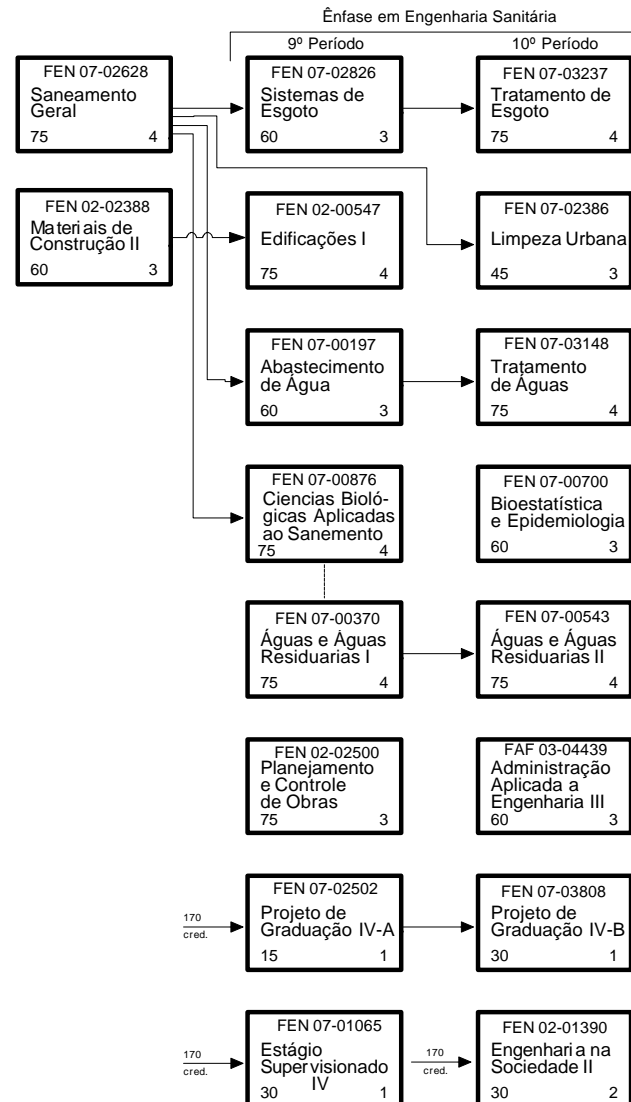 Ênfase em Engenharia Sanitária
9º Período
10º Período
FEN 07-02628
Saneamento
Geral
75 4
FEN 07-02826
Sistemas de
Esgoto
60 3
FEN 07-03237
Tratamento de
Esgoto
75 4
FEN 02-02388
Materiais de
Construção II
60 3
FEN 02-00547
Edificações I
75 4
FEN 07-02386
Limpeza Urbana
45 3
FEN 07-00197
Abastecimento
de Água
60 3
FEN 07-03148
Tratamento
de Águas
75 4
FEN 07-00876
Ciencias Bioló-
gicas Aplicadas
ao Sanemento
75 4
FEN 07-00700
Bioestatística
e Epidemiologia
60 3
FEN 07-00370
Águas e Águas
Residuarias I
75 4
FEN 07-00543
Águas e Águas
Residuarias II
75 4
FEN 02-02500
Planejamento
e Controle
de Obras
75 3
FAF 03-04439
Administração
Aplicada a
Engenharia III
60 3
170
cred.
FEN 07-02502
Projeto de
Graduação IV-A
15 1
FEN 07-03808
Projeto de
Graduação IV-B
30 1
170
cred.
FEN 07-01065
Estágio
Supervisionado
IV
30 1
170
cred.
FEN 02-01390
Engenharia na
Sociedade II
30 2